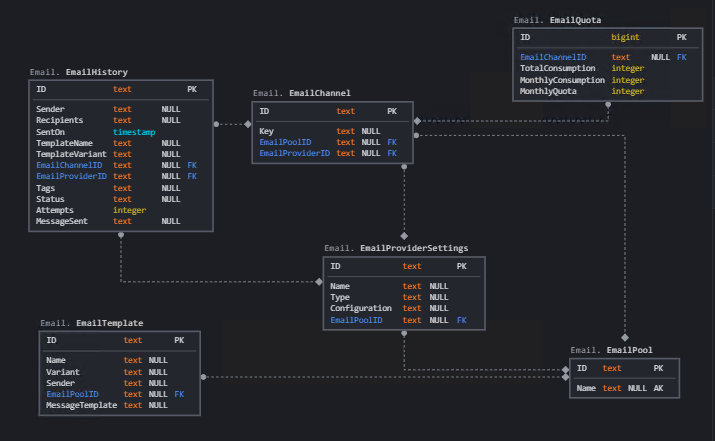 Email. EmailQuota
ID bigint PK
EmailChannelID text NULL FK
TotalConsumption integer
MonthlyConsumption integer
MonthlyQuota integer
Email. EmailHistory
ID text PK
Sender text NULL
Recipients text NULL
SentOn timestamp
TemplateName text NULL
TemplateVariant text NULL
EmailChannelID text NULL FK
EmailProviderID text NULL FK
Tags text NULL
Status text NULL
Attempts integer
MessageSent text NULL
Email. EmailChannel
ID text PK
Key text NULL
EmailPoolID text NULL FK
EmailProviderID text NULL FK
Email. EmailProviderSettings
ID text PK
Name text NULL
Type text NULL
Configuration text NULL
EmailPoolID text NULL FK
Email. EmailTemplate
ID text PK
Name text NULL
Variant text NULL
Sender text NULL
EmailPoolID text NULL FK
MessageTemplate text NULL
Email. EmailPool
ID text PK
Name text NULL AK